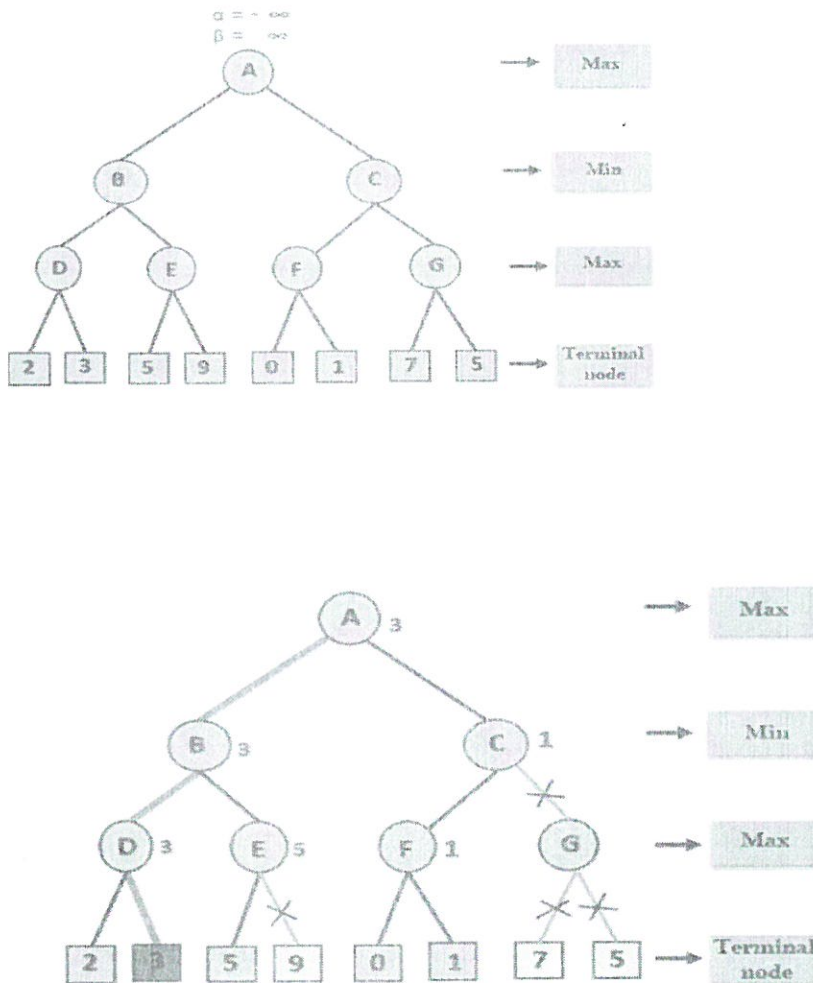 α = - ∞
β = ∞
A → Max
B C → Min
D E F G → Max
2 3 5 9 0 1 7 5 → Terminal
node
A 3 → Max
B 3 C 1 → Min
D 3 E 5 F 1 G → Max
2 3 5 9 0 1 7 5 → Terminal
node